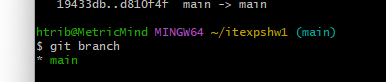 19433db..d810f4f main -> main
htrib@MetricMind MINGW64 ~/itexpshw1 (main)
$ git branch
* main